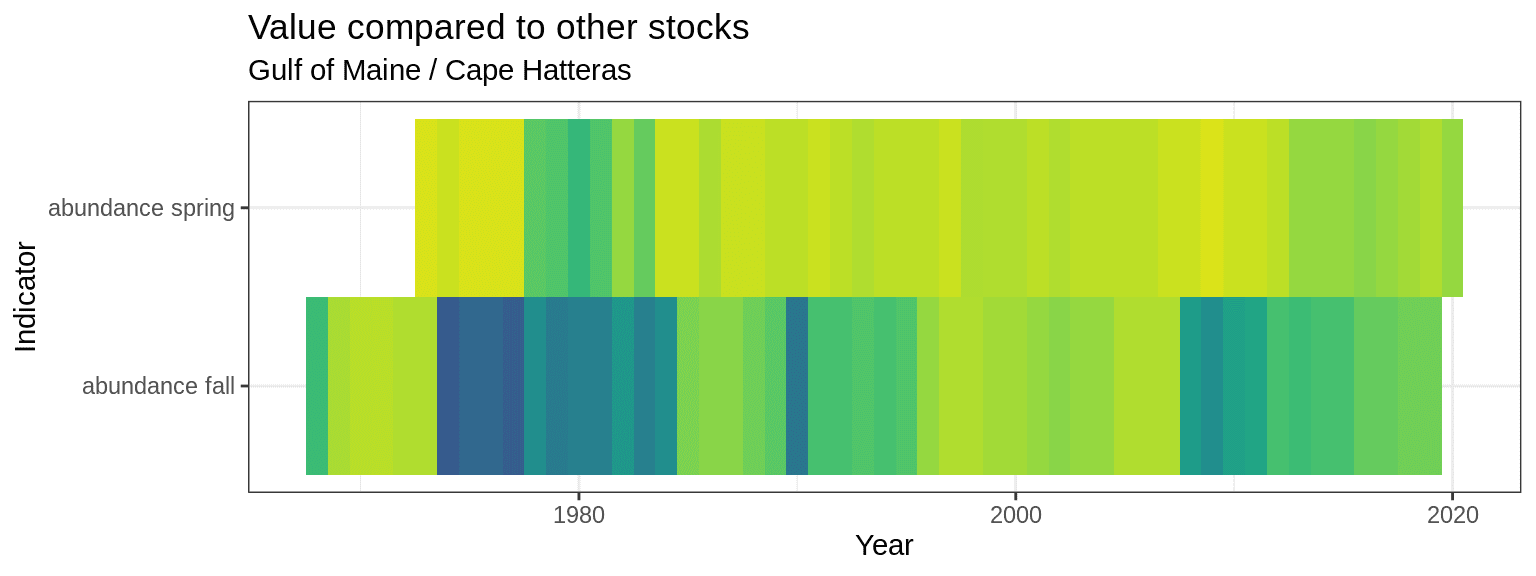 Value compared to other stocks
Gulf of Maine / Cape Hatteras
Indicator
abundance spring
abundance fall
1980
2000
2020
Year